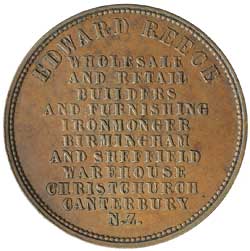 EDWARD REECE
WHOLESALE
AND RETAIL
BUILDERS
AND FURNISHING
IRONMONGER
BIRMINGHAM
AND SHEFFIELD
WAREHOUSE
CHRISTCHURCH
CANTERBURY
N.Z.